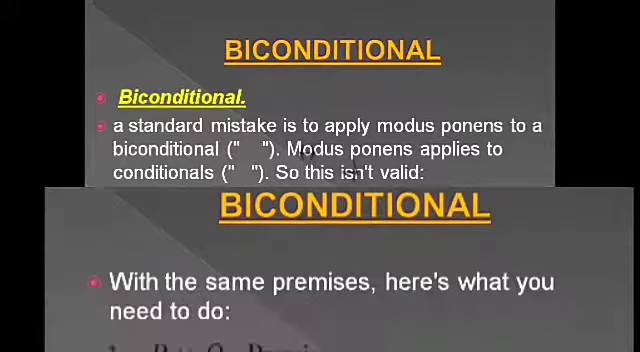 BICONDITIONAL
Biconditional.
a standard mistake is to apply modus ponens to a
biconditional (" "). Modus ponens applies to
conditionals (" "). So this isn't valid:
BICONDITIONAL
With the same premises, here's what you
need to do: